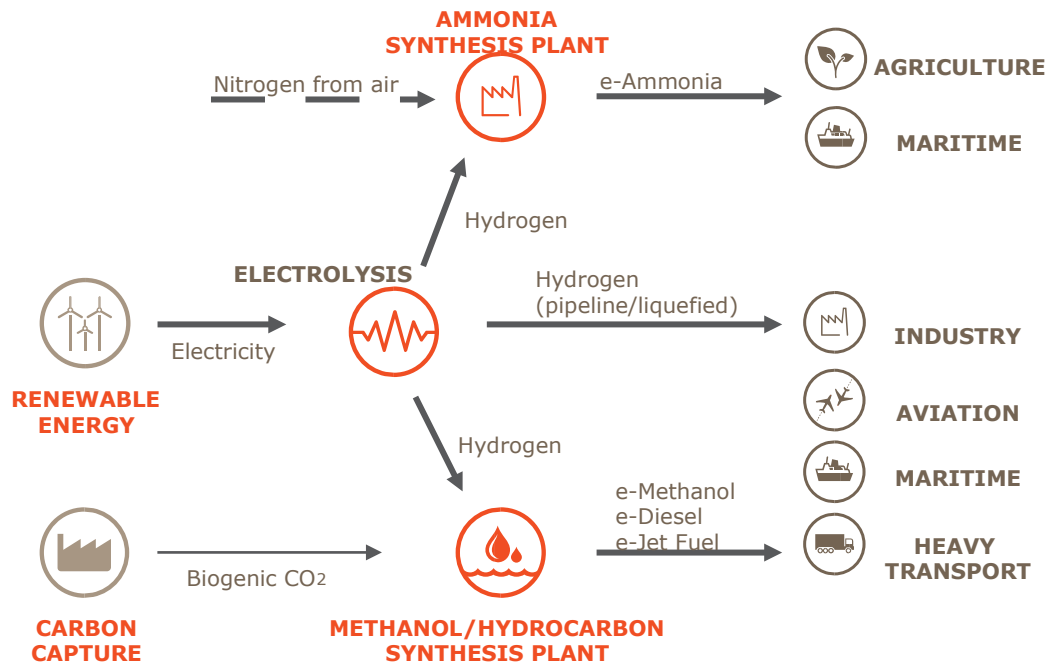 AMMONIA
SYNTHESIS PLANT
Nitrogen from air
e-Ammonia
AGRICULTURE
MARITIME
Hydrogen
ELECTROLYSIS
Hydrogen
(pipeline/liquefied)
INDUSTRY
Electricity
RENEWABLE
ENERGY
AVIATION
Hydrogen
MARITIME
e-Methanol
e-Diesel
e-Jet Fuel
HEAVY
TRANSPORT
Biogenic CO2
CARBON
CAPTURE
METHANOL/HYDROCARBON
SYNTHESIS PLANT